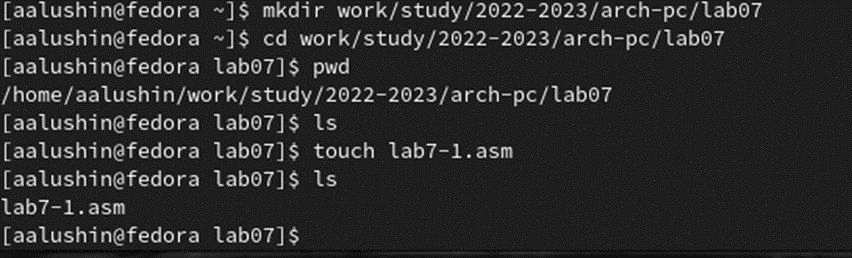 [aalushin@fedora ~]$ mkdir work/study/2022-2023/arch-pc/lab07
[aalushin@fedora ~]$ cd work/study/2022-2023/arch-pc/lab07
[aalushin@fedora lab07]$ pwd
/home/aalushin/work/study/2022-2023/arch-pc/lab07
[aalushin@fedora lab07]$ ls
[aalushin@fedora lab07]$ touch lab7-1.asm
[aalushin@fedora lab07]$ ls
lab7-1.asm
[aalushin@fedora lab07]$